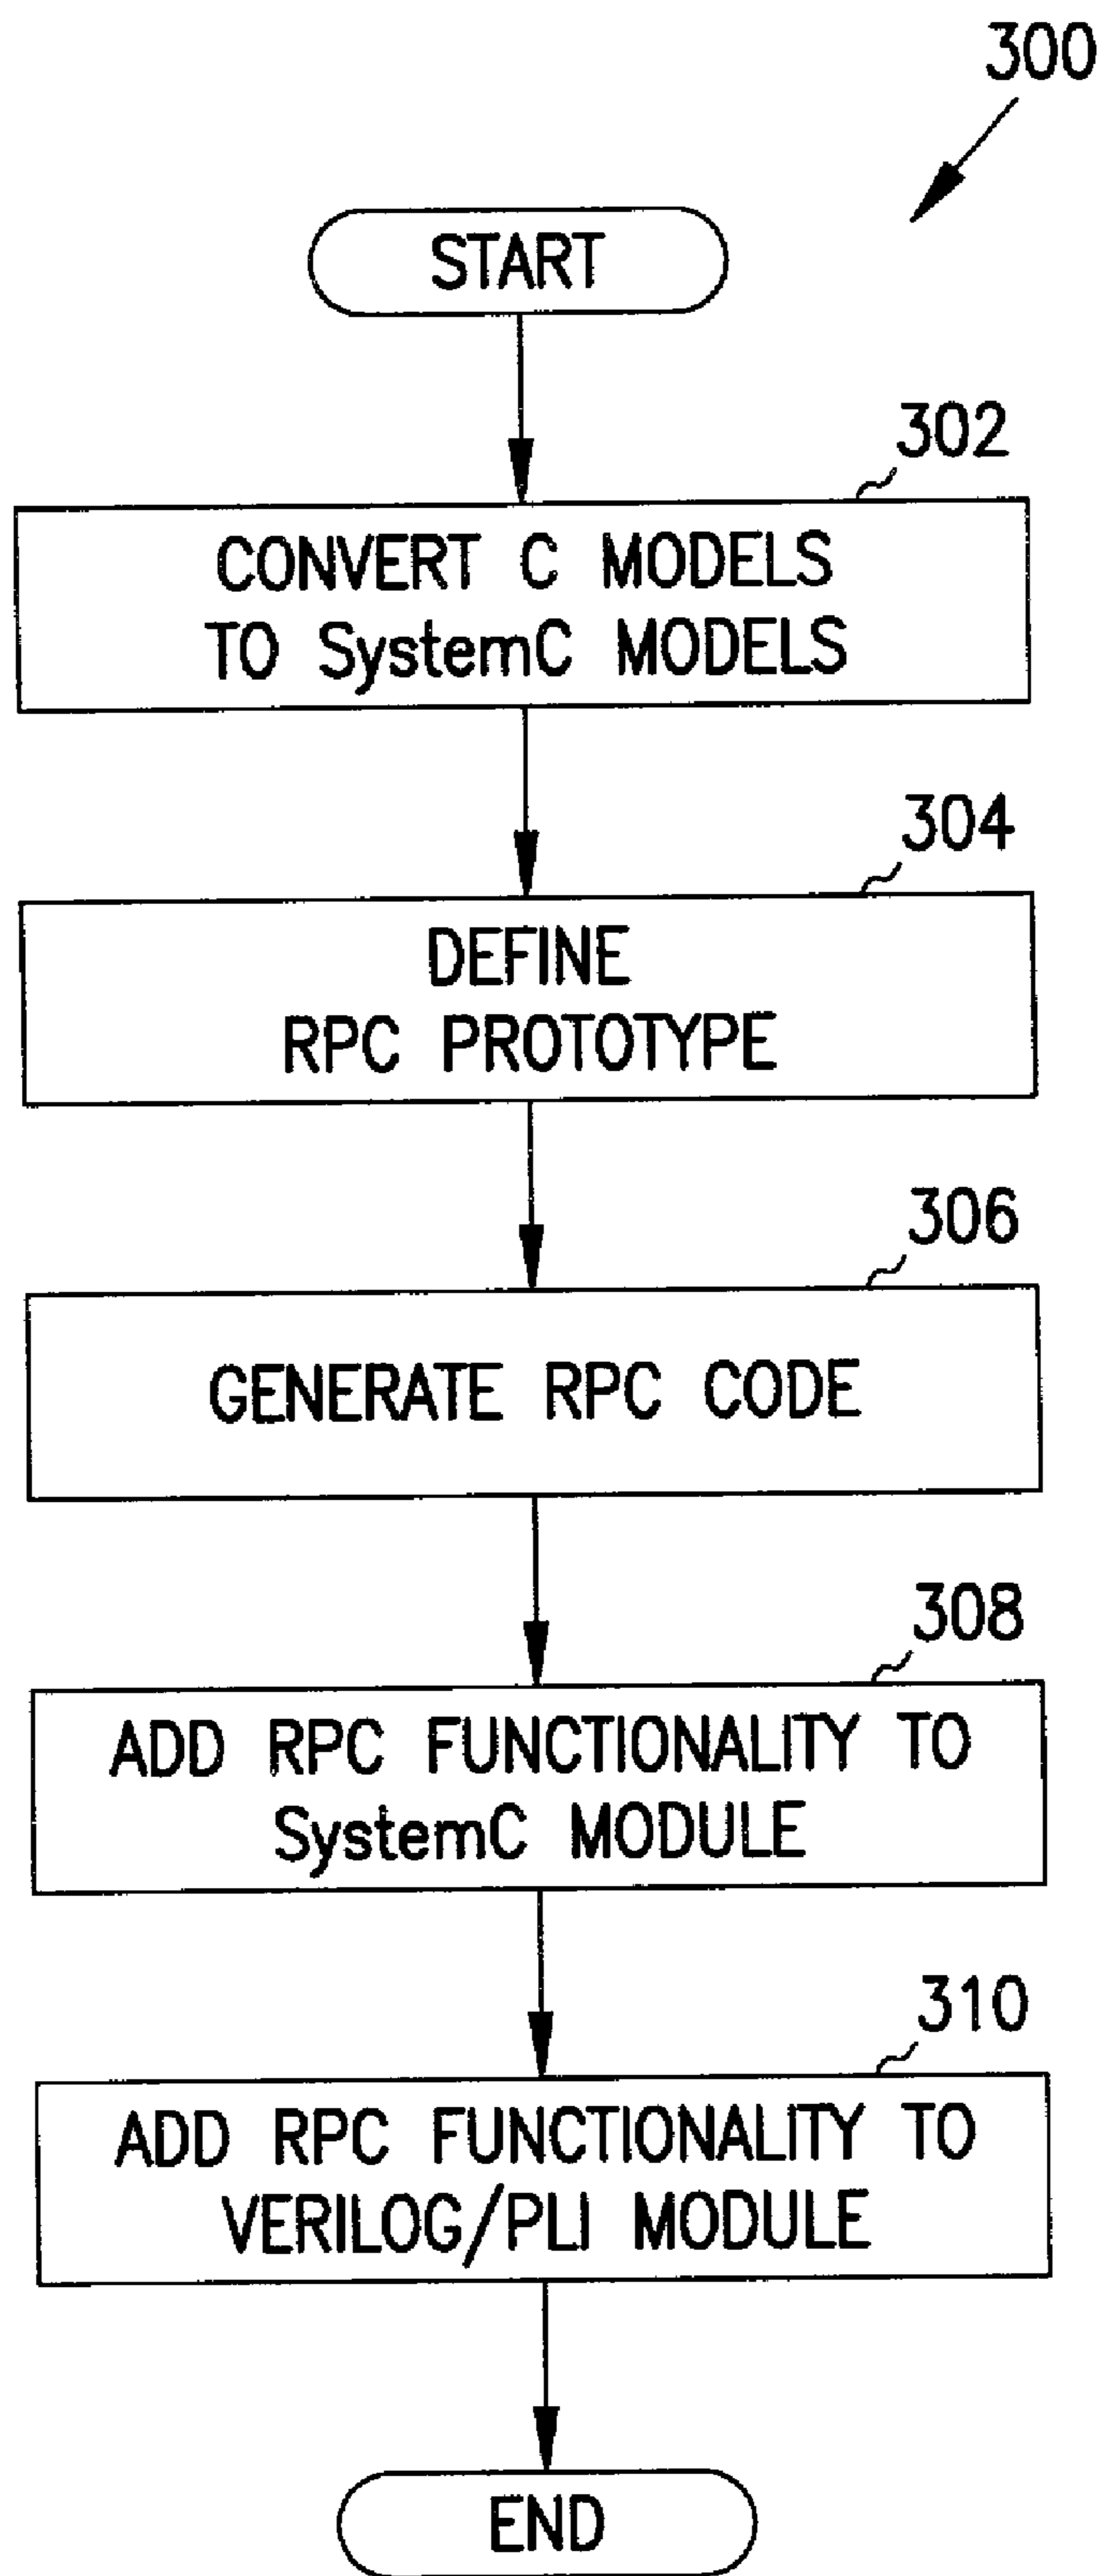 300
START
302
CONVERT C MODELS
TO SystemC MODELS
304
DEFINE
RPC PROTOTYPE
306
GENERATE RPC CODE
308
ADD RPC FUNCTIONALITY TO
SystemC MODULE
310
ADD RPC FUNCTIONALITY TO
VERILOG/PLI MODULE
END